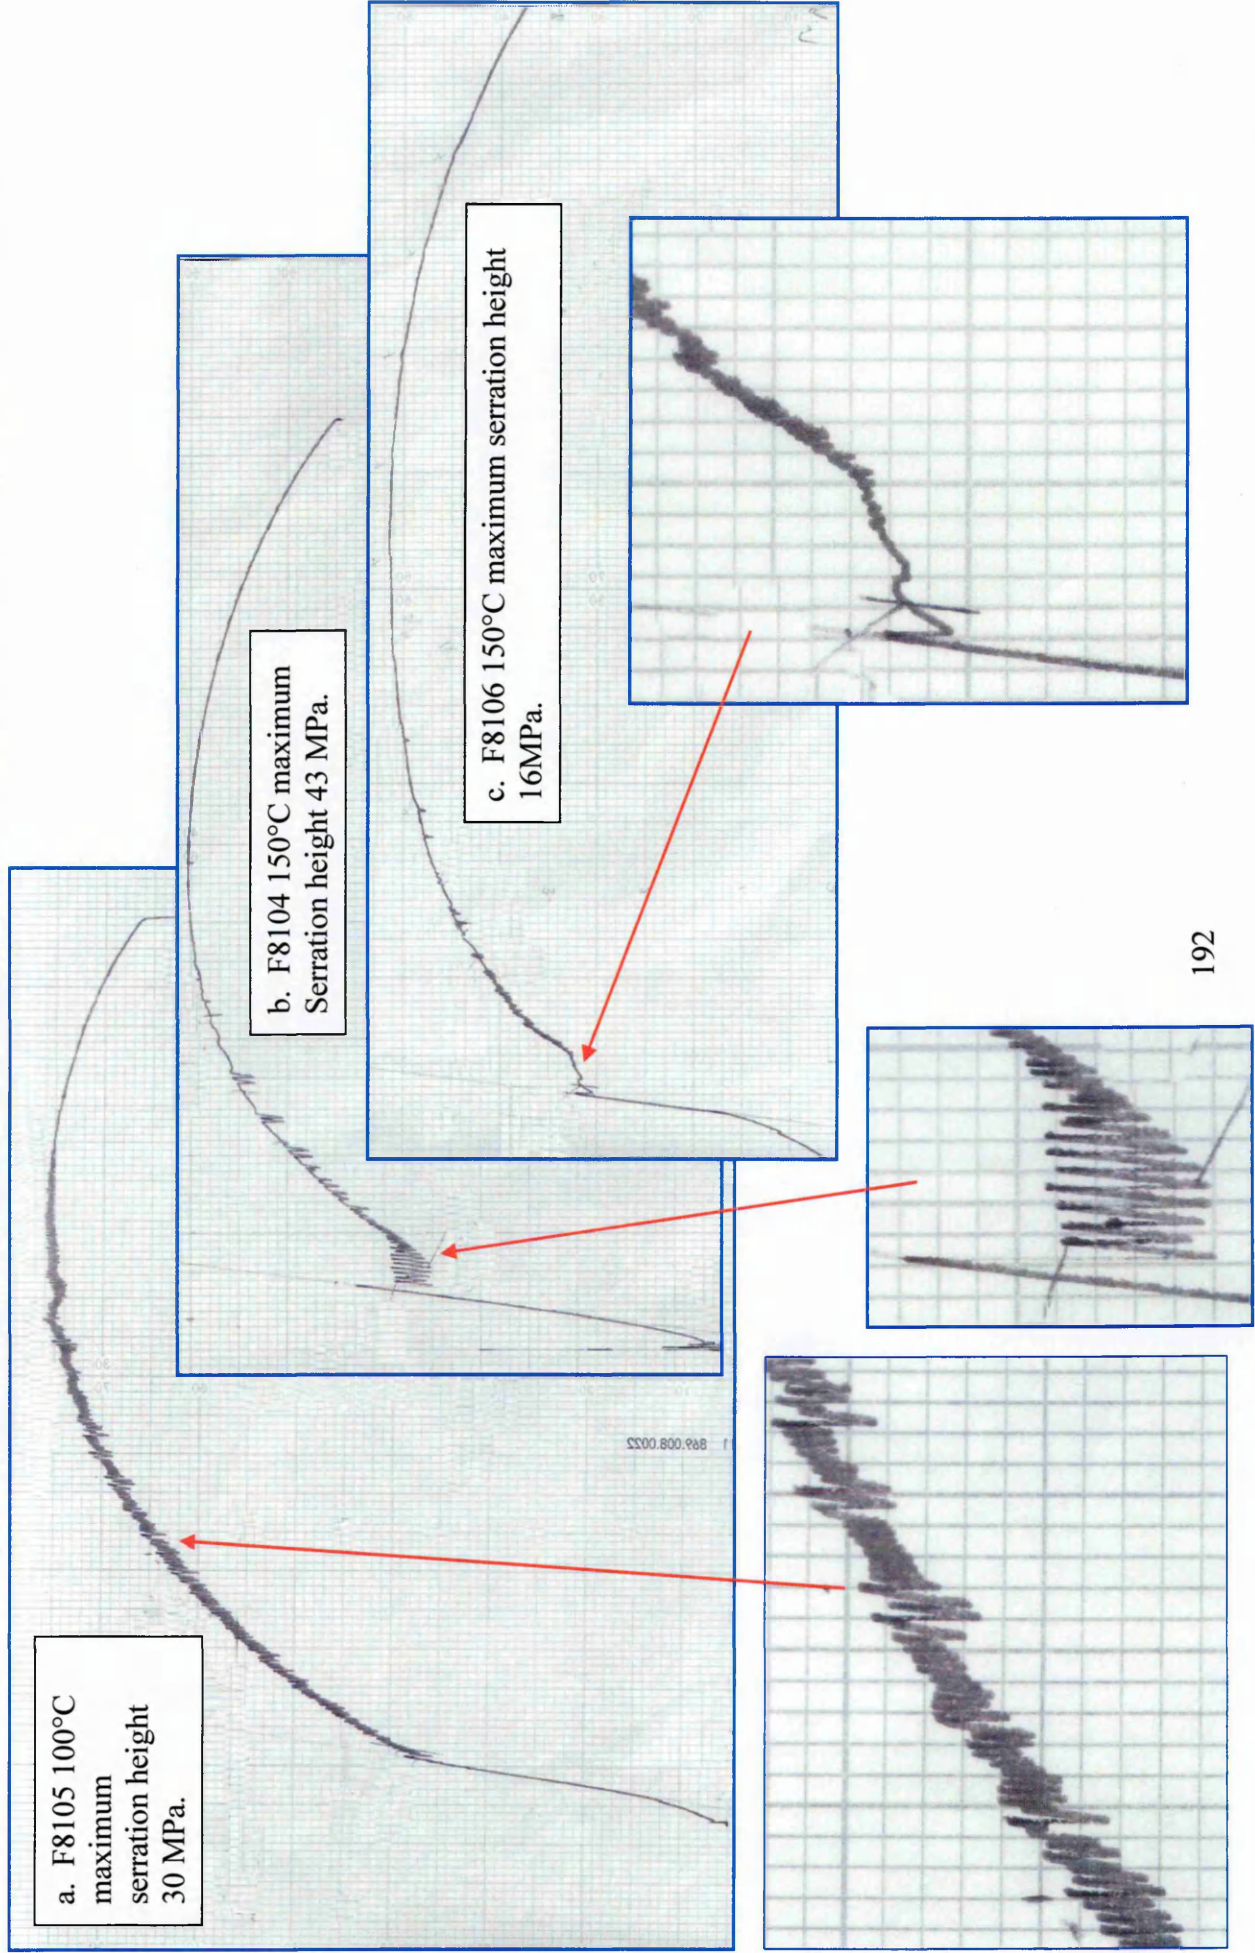 a. F8105 100°C
maximum
serration height
30 MPa.
b. F8104 150°C maximum
Serration height 43 MPa.
c. F8106 150°C maximum serration height
16MPa.
869.008.0022
192